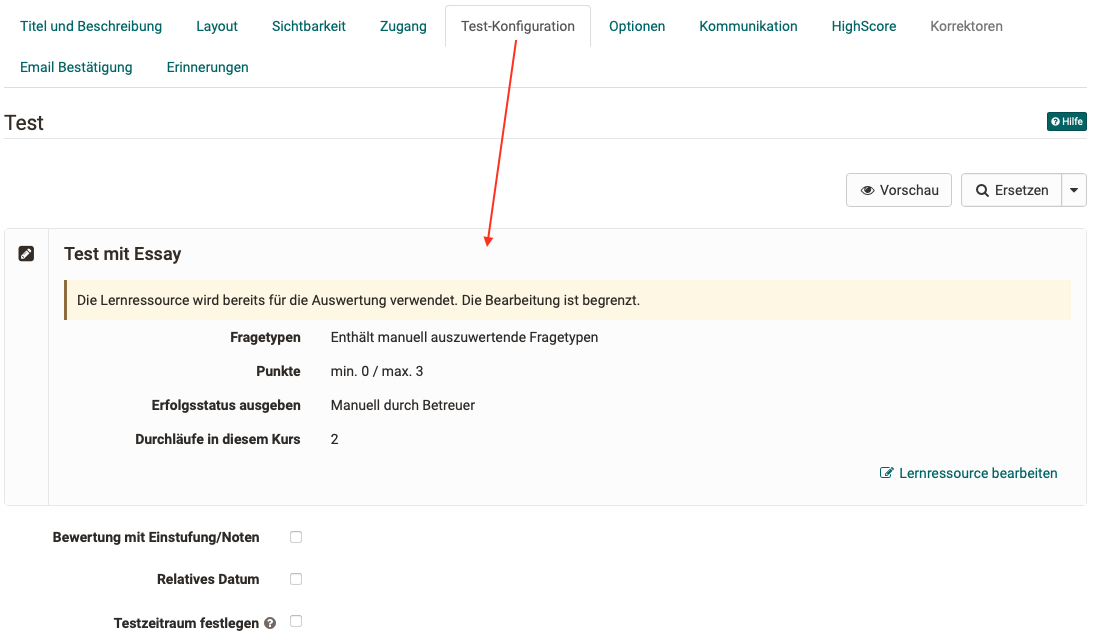 Titel und Beschreibung Layout Sichtbarkeit Zugang Test-Konfiguration Optionen Kommunikation HighScore Korrektoren
Email Bestätigung Erinnerungen
Test Hilfe
Vorschau Ersetzen
Test mit Essay
Die Lernressource wird bereits für die Auswertung verwendet. Die Bearbeitung ist begrenzt.
Fragetypen Enthält manuell auszuwertende Fragetypen
Punkte min. 0 / max. 3
Erfolgsstatus ausgeben Manuell durch Betreuer
Durchläufe in diesem Kurs 2
Lernressource bearbeiten
Bewertung mit Einstufung/Noten
Relatives Datum
Testzeitraum festlegen